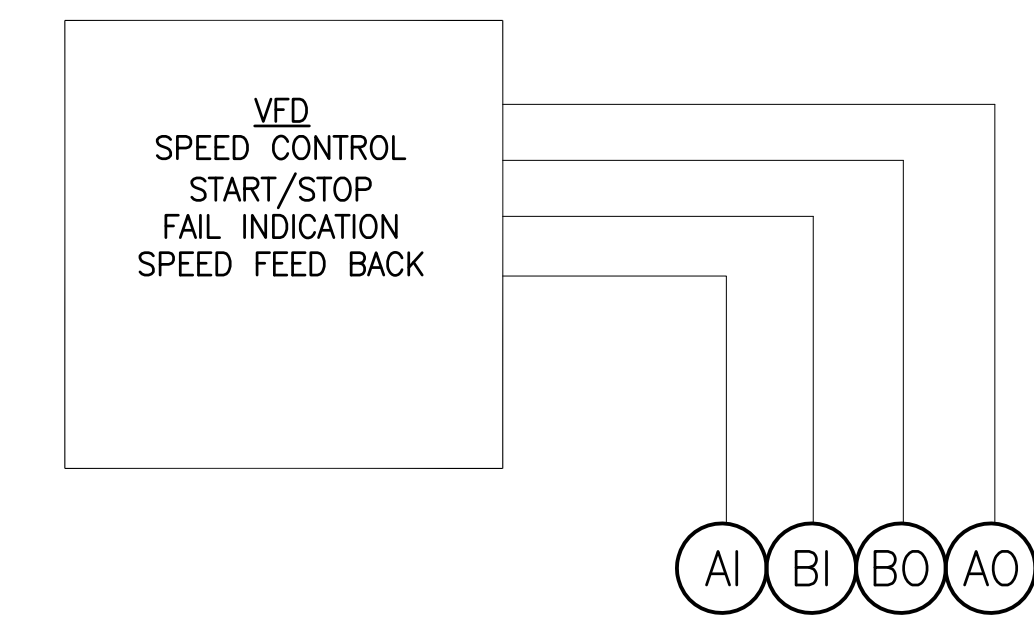 VFD
SPEED CONTROL
START/STOP
FAIL INDICATION
SPEED FEED BACK
AI BI BO AO